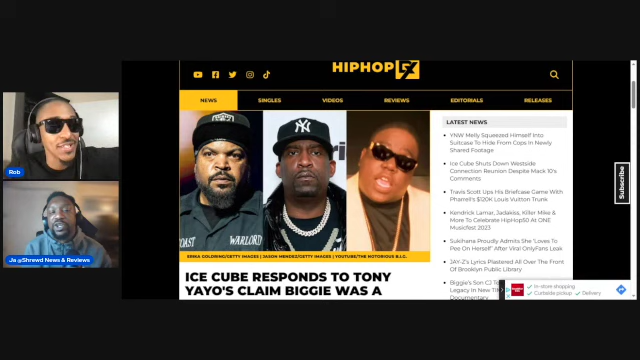 HIPHOP DX
NEWS
SINGLES
VIDEOS
REVIEWS
EDITORIALS
RELEASES
COAST
WARLORD
ERIKA GOLDRING/GETTY IMAGES | JASON MENDEZ/GETTY IMAGES | YOUTUBE/THE NOTORIOUS B.I.G.
ICE CUBE RESPONDS TO TONY
YAYO'S CLAIM BIGGIE WAS A
LATEST NEWS
YNW Melly Squeezed Himself Into
Suitcase To Hide From Cops In Newly
Shared Footage
Ice Cube Shuts Down Westside
Connection Reunion Despite Mack 10's
Comments
Travis Scott Ups His Briefcase Game With
Pharrell's $120K Louis Vuitton Trunk
Kendrick Lamar, Jadakiss, Killer Mike
& More To Celebrate HipHop50 At ONE
Musicfest 2023
Sukihana Proudly Admits She "Loves To
Pee On Herself" After Viral OnlyFans Leak
JAY-Z's Lyrics Plastered All Over The
Front Of Brooklyn Public Library
Biggie's Son CJ
Legacy In New
Documentary
In-store shopping
Curbside pickup
Delivery
Subscribe
Rob
Ja @Shrewd News & Reviews